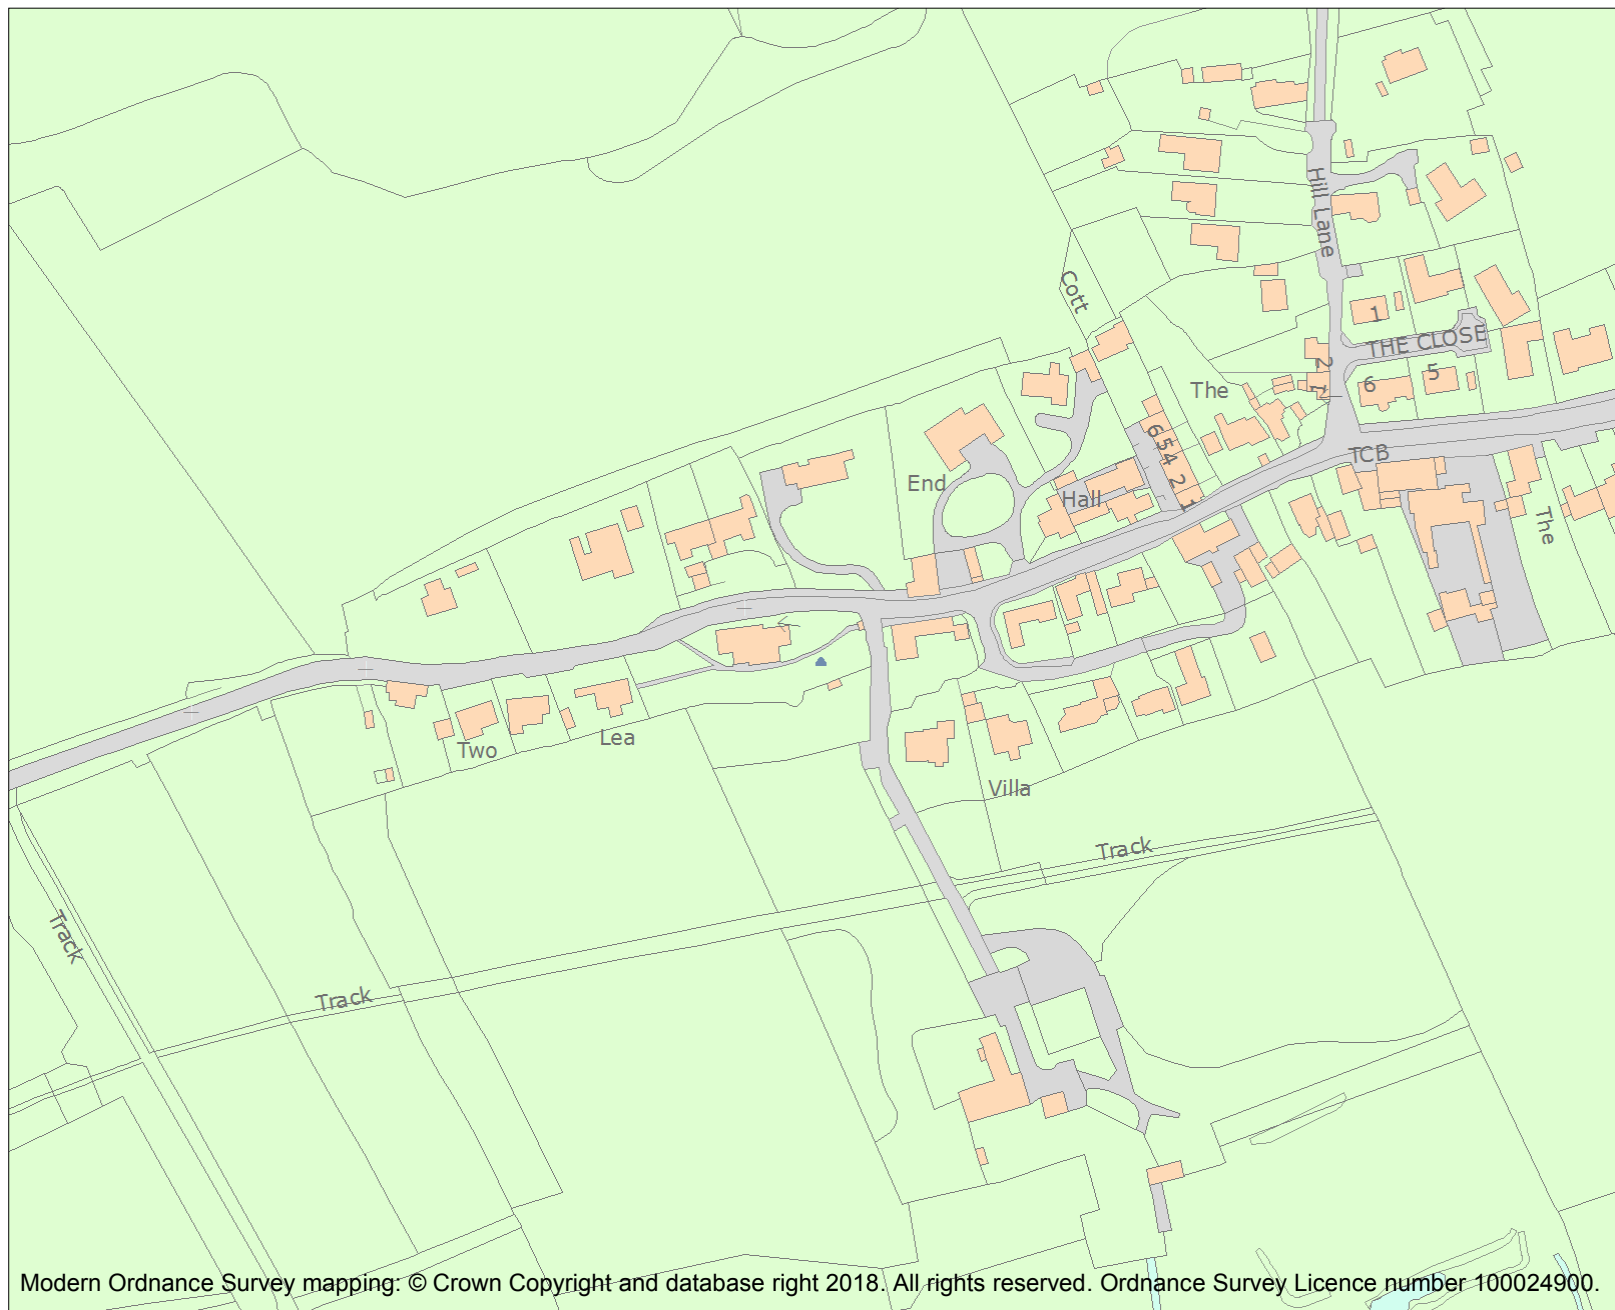 Hill Lane
Cott
1
THE CLOSE
2
1
6
5
The
TCB
6
5
4
2
1
End
Hall
The
Two
Lea
Villa
Track
Track
Track
Modern Ordnance Survey mapping: © Crown Copyright and database right 2018. All rights reserved. Ordnance Survey Licence number 100024900.